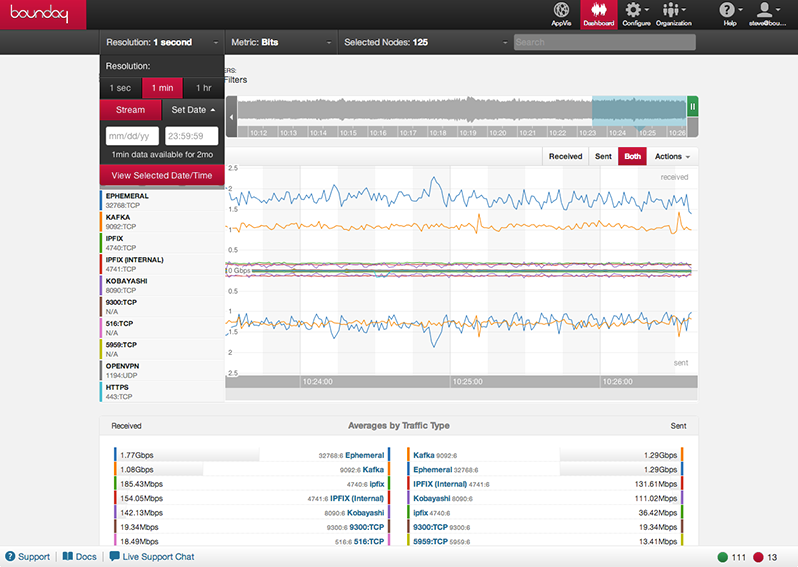 boundary
AppVis
Dashboard
Configure
Organization
Help
steve@bou...
Resolution: 1 second
Metric: Bits
Selected Nodes: 125
Search
Resolution:
1 sec
1 min
1 hr
Stream
Set Date
mm/dd/yy
23:59:59
1min data available for 2mo
View Selected Date/Time
ERS:
Filters
10:12
10:13
10:14
10:15
10:16
10:17
10:18
10:19
10:20
10:21
10:22
10:23
10:24
10:25
10:26
Received
Sent
Both
Actions
EPHEMERAL
32768:TCP
KAFKA
9092:TCP
IPFIX
4740:TCP
IPFIX (INTERNAL)
4741:TCP
KOBAYASHI
8090:TCP
9300:TCP
N/A
516:TCP
N/A
5959:TCP
N/A
OPENVPN
1194:UDP
HTTPS
443:TCP
2.5
received
2
1.5
1
0.5
0 Gbps
0.5
1
1.5
2
sent
2.5
10:24:00
10:25:00
10:26:00
Received
Averages by Traffic Type
Sent
1.77Gbps 32768:6 Ephemeral
Kafka 9092:6 1.29Gbps
1.08Gbps 9092:6 Kafka
Ephemeral 32768:6 1.29Gbps
185.43Mbps 4740:6 ipfix
IPFIX (Internal) 4741:6 131.61Mbps
154.05Mbps 4741:6 IPFIX (Internal)
Kobayashi 8090:6 111.02Mbps
142.13Mbps 8090:6 Kobayashi
ipfix 4740:6 36.42Mbps
19.34Mbps 9300:6 9300:TCP
9300:TCP 9300:6 19.34Mbps
18.49Mbps 516:6 516:TCP
5959:TCP 5959:6 13.41Mbps
Support
Docs
Live Support Chat
111
13